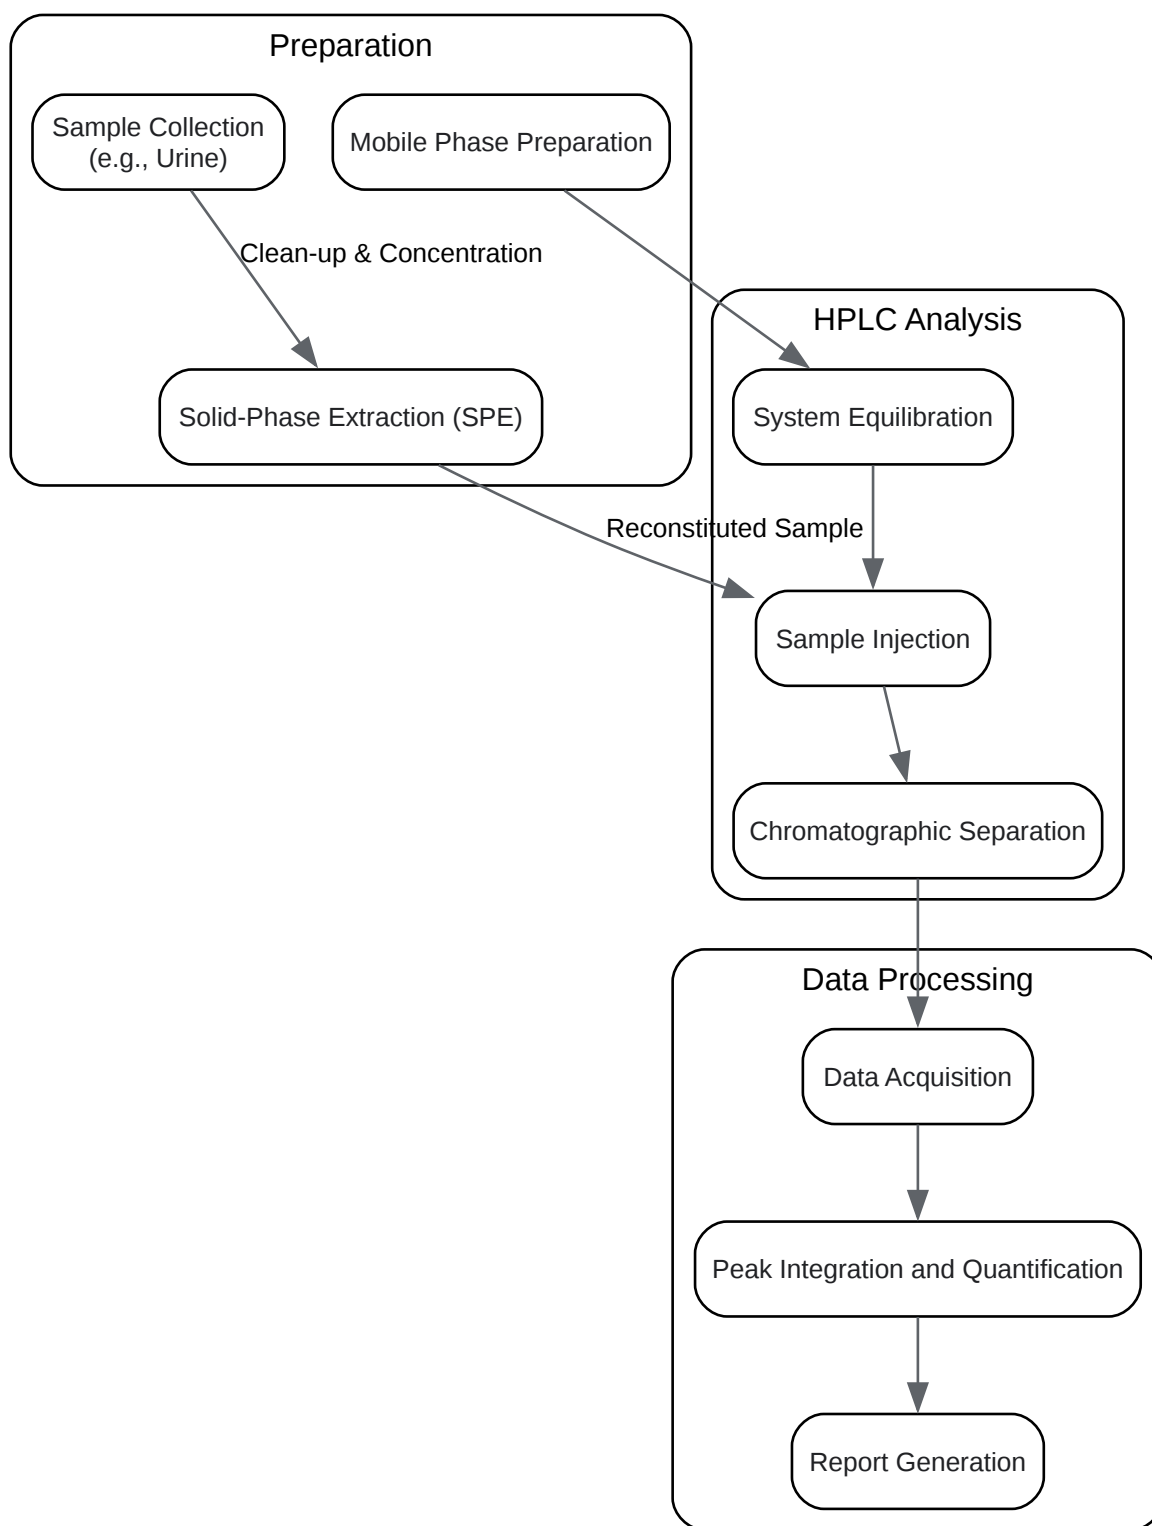 Preparation
Sample Collection
(e.g., Urine)
Mobile Phase Preparation
Clean-up & Concentration
Solid-Phase Extraction (SPE)
HPLC Analysis
System Equilibration
Reconstituted Sample
Sample Injection
Chromatographic Separation
Data Processing
Data Acquisition
Peak Integration and Quantification
Report Generation